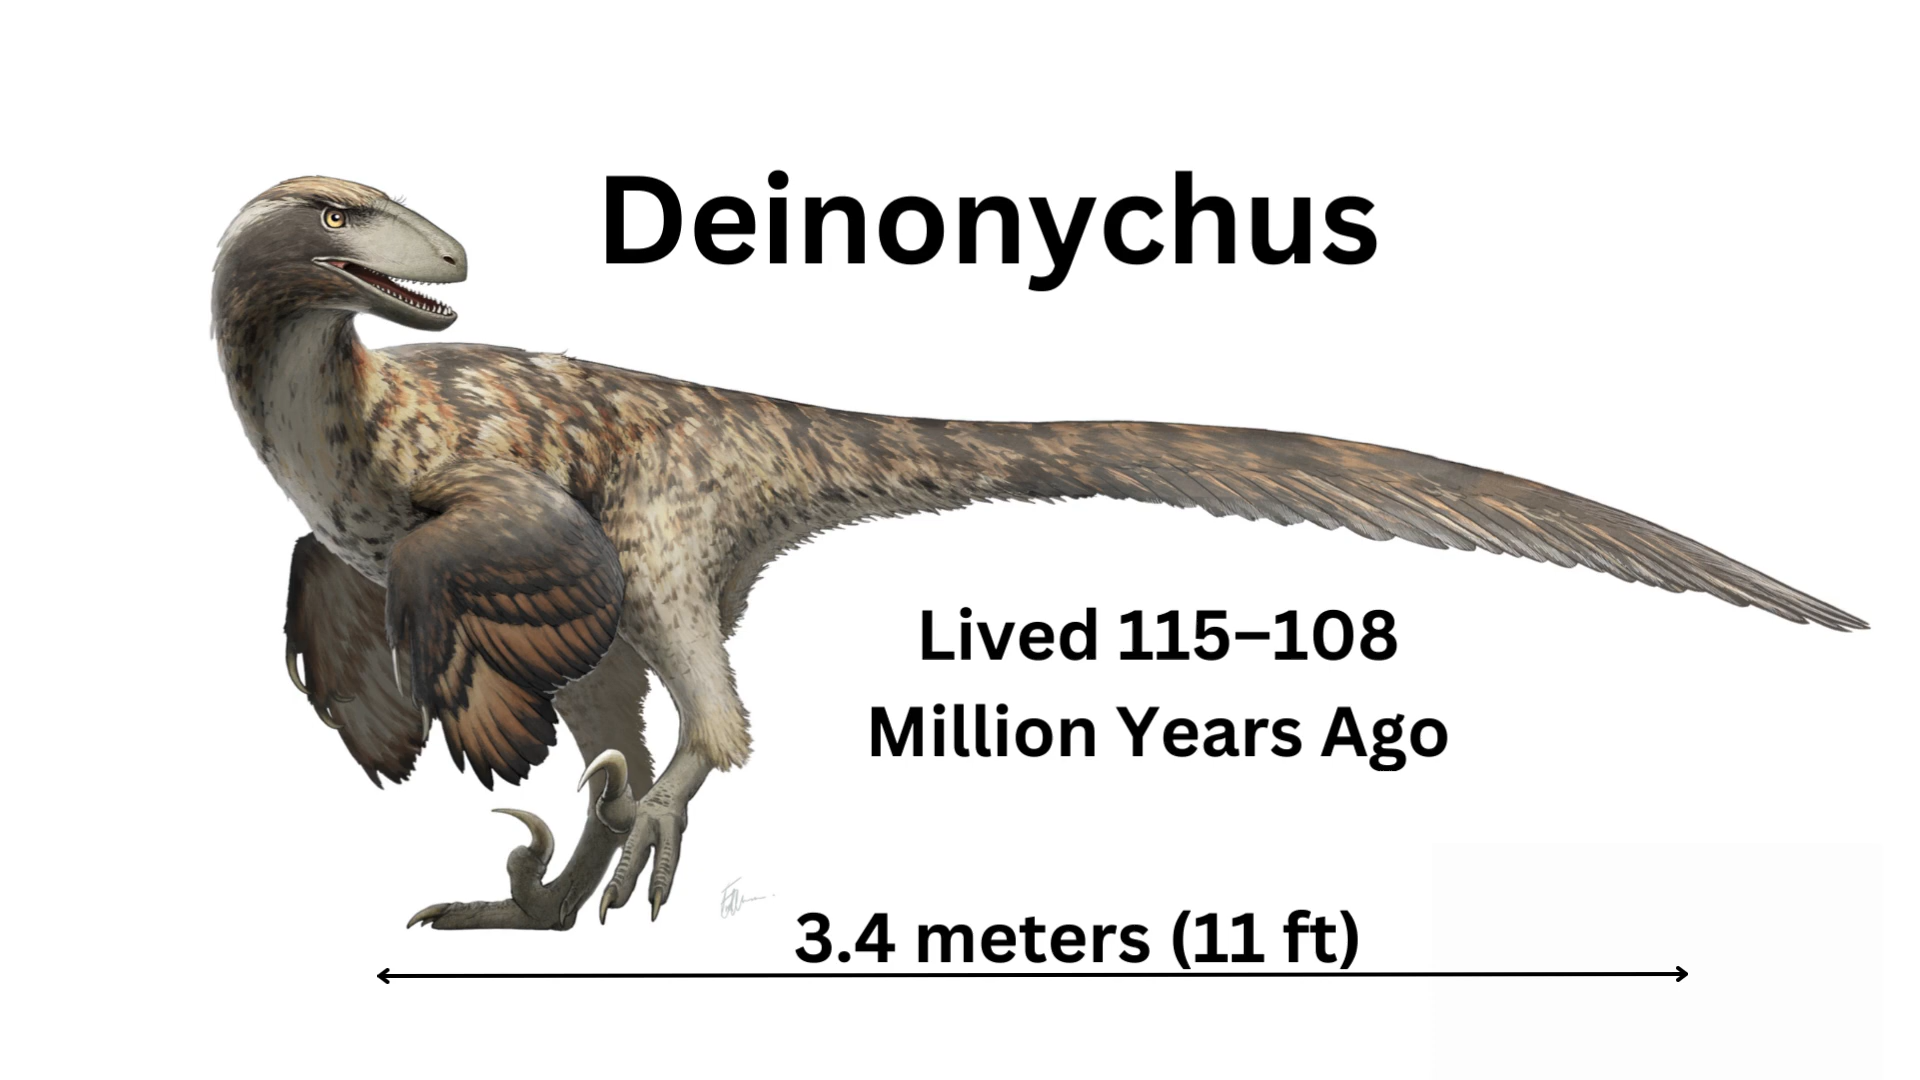 Deinonychus
Lived 115–108
Million Years Ago
3.4 meters (11 ft)